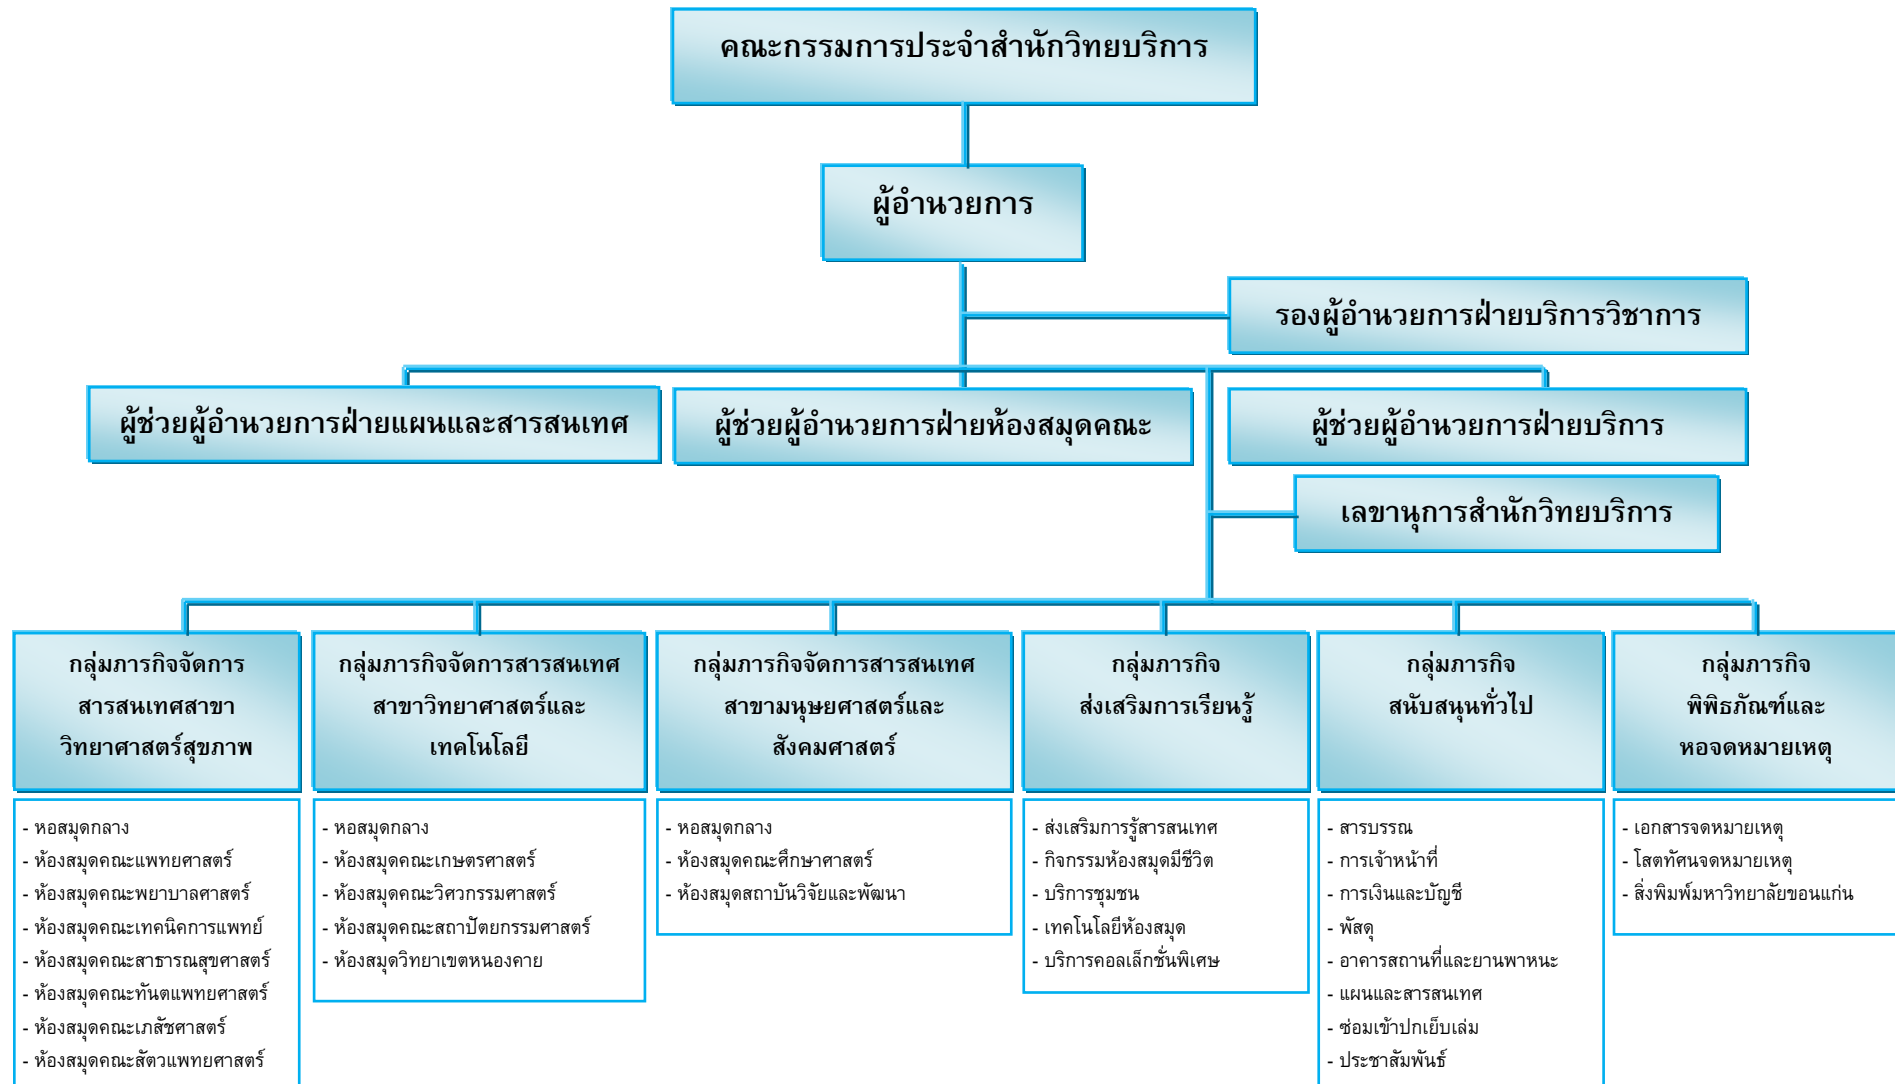 คณะกรรมการประจำสำนักวิทยบริการ
ผู้อำนวยการ
รองผู้อำนวยการฝ่ายบริการวิชาการ
ผู้ช่วยผู้อำนวยการฝ่ายแผนและสารสนเทศ
ผู้ช่วยผู้อำนวยการฝ่ายห้องสมุดคณะ
ผู้ช่วยผู้อำนวยการฝ่ายบริการ
เลขานุการสำนักวิทยบริการ
กลุ่มภารกิจจัดการ
สารสนเทศสาขา
วิทยาศาสตร์สุขภาพ
- หอสมุดกลาง
- ห้องสมุดคณะแพทยศาสตร์
- ห้องสมุดคณะพยาบาลศาสตร์
- ห้องสมุดคณะเทคนิคการแพทย์
- ห้องสมุดคณะสาธารณสุขศาสตร์
- ห้องสมุดคณะทันตแพทยศาสตร์
- ห้องสมุดคณะเภสัชศาสตร์
- ห้องสมุดคณะสัตวแพทยศาสตร์
กลุ่มภารกิจจัดการสารสนเทศ
สาขาวิทยาศาสตร์และ
เทคโนโลยี
- หอสมุดกลาง
- ห้องสมุดคณะเกษตรศาสตร์
- ห้องสมุดคณะวิศวกรรมศาสตร์
- ห้องสมุดคณะสถาปัตยกรรมศาสตร์
- ห้องสมุดวิทยาเขตหนองคาย
กลุ่มภารกิจจัดการสารสนเทศ
สาขามนุษยศาสตร์และ
สังคมศาสตร์
- หอสมุดกลาง
- ห้องสมุดคณะศึกษาศาสตร์
- ห้องสมุดสถาบันวิจัยและพัฒนา
กลุ่มภารกิจ
ส่งเสริมการเรียนรู้
- ส่งเสริมการรู้สารสนเทศ
- กิจกรรมห้องสมุดมีชีวิต
- บริการชุมชน
- เทคโนโลยีห้องสมุด
- บริการคอลเล็กชั่นพิเศษ
กลุ่มภารกิจ
สนับสนุนทั่วไป
- สารบรรณ
- การเจ้าหน้าที่
- การเงินและบัญชี
- พัสดุ
- อาคารสถานที่และยานพาหนะ
- แผนและสารสนเทศ
- ซ่อมเข้าปกเย็บเล่ม
- ประชาสัมพันธ์
กลุ่มภารกิจ
พิพิธภัณฑ์และ
หอจดหมายเหตุ
- เอกสารจดหมายเหตุ
- โสตทัศนจดหมายเหตุ
- สิ่งพิมพ์มหาวิทยาลัยขอนแก่น